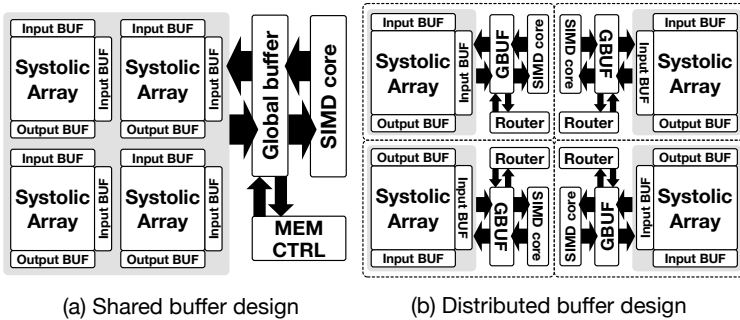 Input BUF
Systolic
Array
Input BUF
Output BUF
Input BUF
Systolic
Array
Input BUF
Output BUF
Input BUF
Systolic
Array
Input BUF
Output BUF
Input BUF
Systolic
Array
Input BUF
Output BUF
Global buffer
SIMD core
MEM
CTRL
(a) Shared buffer design
Input BUF
Systolic
Array
Input BUF
Output BUF
GBUF
SIMD core
Router
SIMD core
GBUF
Router
Input BUF
Input BUF
Systolic
Array
Output BUF
Output BUF
Systolic
Array
Input BUF
Input BUF
Router
GBUF
SIMD core
Router
SIMD core
GBUF
Output BUF
Input BUF
Systolic
Array
Input BUF
(b) Distributed buffer design